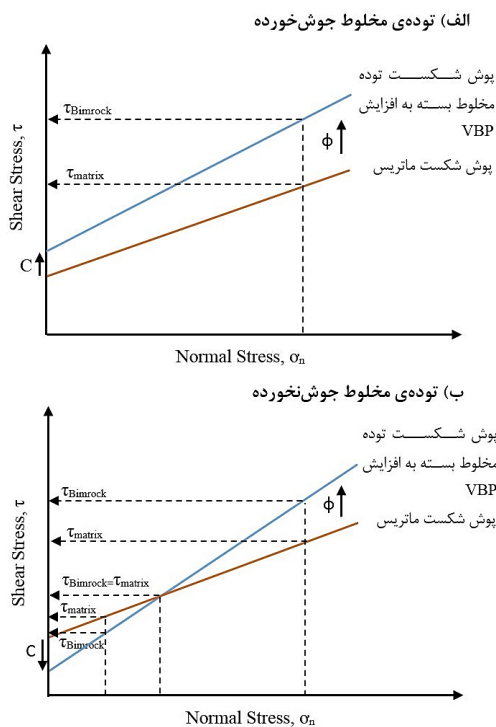 الف) توده‌ی مخلوط جوش‌خورده
پوش شکست توده
مخلوط بسته به افزایش
VBP
پوش شکست ماتریس
τBimrock
τmatrix
ϕ
C
Shear Stress, τ
Normal Stress, σn
ب) توده‌ی مخلوط جوش‌نخورده
پوش شکست توده
مخلوط بسته به افزایش
VBP
پوش شکست ماتریس
τBimrock
τmatrix
τBimrock=τmatrix
τmatrix
τBimrock
ϕ
C
Shear Stress, τ
Normal Stress, σn